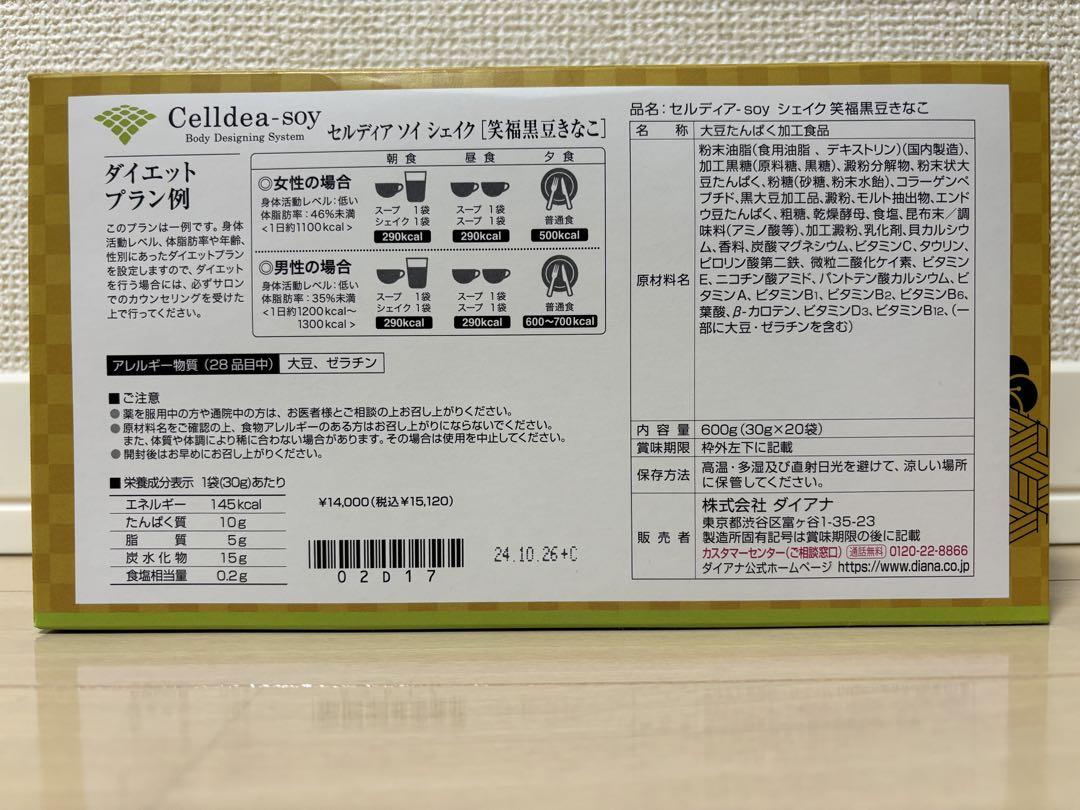 Celldea-soy
Body Designing System
セルディア ソイ シェイク [笑福黒豆きなこ]
ダイエット
プラン例
このプランは一例です。身体
活動レベル、体脂肪率や年齢、
性別にあったダイエットプラン
を設定しますので、ダイエット
を行う場合には、必ずサロン
でのカウンセリングを受けた
上で行ってください。
朝食 昼食 夕食
◎女性の場合
身体活動レベル：低い
体脂肪率：46%未満
<1日約1100kcal>
スープ 1袋
シェイク 1袋
290kcal
スープ 1袋
シェイク 1袋
290kcal
普通食
500kcal
◎男性の場合
身体活動レベル：低い
体脂肪率：35%未満
<1日約1200kcal〜
1300kcal>
スープ 1袋
シェイク 1袋
290kcal
スープ 1袋
シェイク 1袋
290kcal
普通食
600〜700kcal
アレルギー物質（28品目中） 大豆、ゼラチン
■ご注意
●薬を服用中の方や通院中の方は、お医者様とご相談の上お召し上がりください。
●原材料名をご確認の上、食物アレルギーのある方はお召し上がりにならないでください。
また、体質や体調により稀に合わない場合があります。その場合は使用を中止してください。
●開封後はお早めにお召し上がりください。
■栄養成分表示 1袋(30g)あたり
エネルギー 145kcal
たんぱく質 10g
脂質 5g
炭水化物 15g
食塩相当量 0.2g
¥14,000(税込¥15,120)
02D17
24.10.26+C
品名：セルディア-soy シェイク 笑福黒豆きなこ
名称 大豆たんぱく加工食品
原材料名
粉末油脂(食用油脂、デキストリン)(国内製造)、
加工黒糖(原料糖、黒糖)、澱粉分解物、粉末状大
豆たんぱく、粉糖(砂糖、粉末水飴)、コラーゲンペ
プチド、黒大豆加工品、澱粉、モルト抽出物、エンド
ウ豆たんぱく、粗糖、乾燥酵母、食塩、昆布末／調
味料(アミノ酸等)、加工澱粉、乳化剤、貝カルシウ
ム、香料、炭酸マグネシウム、ビタミンC、タウリン、
ピロリン酸第二鉄、微粒二酸化ケイ素、ビタミン
E、ニコチン酸アミド、パントテン酸カルシウム、ビ
タミンA、ビタミンB1、ビタミンB2、ビタミンB6、
葉酸、β-カロテン、ビタミンD3、ビタミンB12、(一
部に大豆・ゼラチンを含む)
内容量 600g(30g×20袋)
賞味期限 枠外左下に記載
保存方法 高温・多湿及び直射日光を避けて、涼しい場所
に保管してください。
販売者
株式会社 ダイアナ
東京都渋谷区富ヶ谷1-35-23
製造所固有記号は賞味期限の後に記載
カスタマーセンター(ご相談窓口) 通話無料 0120-22-8866
ダイアナ公式ホームページ https://www.diana.co.jp